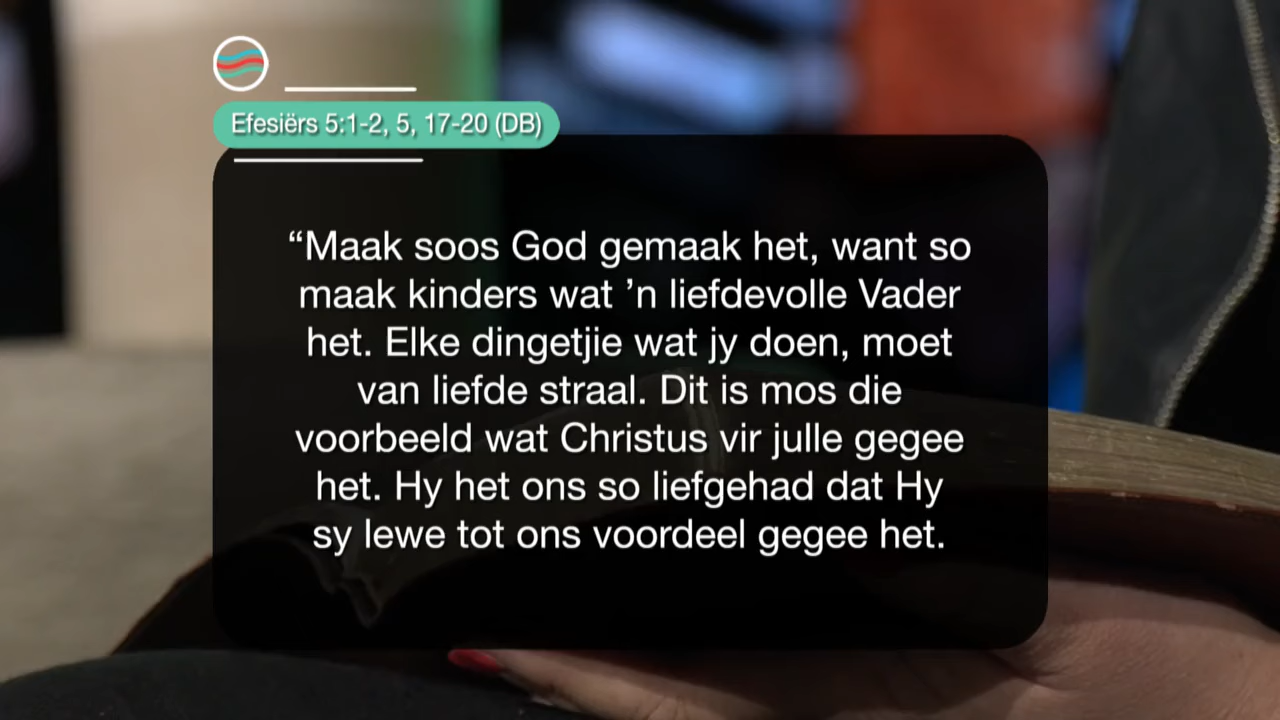 Efesiërs 5:1-2, 5, 17-20 (DB)
“Maak soos God gemaak het, want so
maak kinders wat ’n liefdevolle Vader
het. Elke dingetjie wat jy doen, moet
van liefde straal. Dit is mos die
voorbeeld wat Christus vir julle gegee
het. Hy het ons so liefgehad dat Hy
sy lewe tot ons voordeel gegee het.